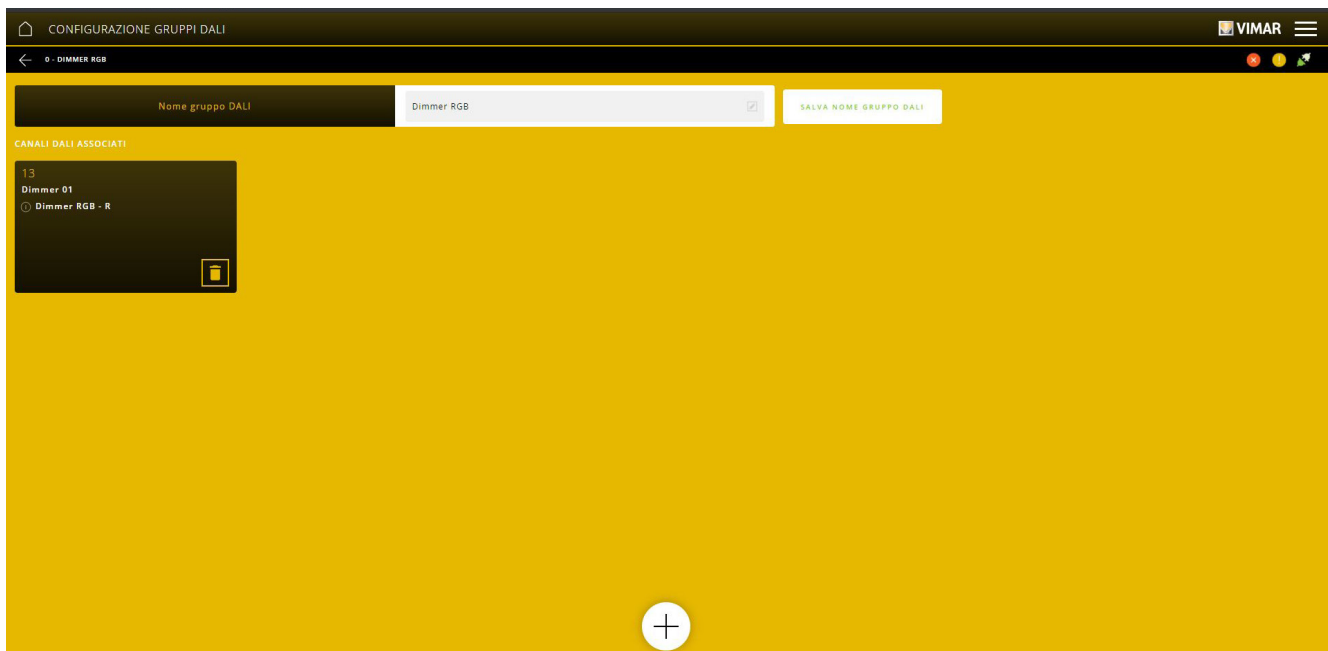 CONFIGURAZIONE GRUPPI DALI
VIMAR
0 - DIMMER RGB
Nome gruppo DALI
Dimmer RGB
SALVA NOME GRUPPO DALI
CANALI DALI ASSOCIATI
13
Dimmer 01
Dimmer RGB - R